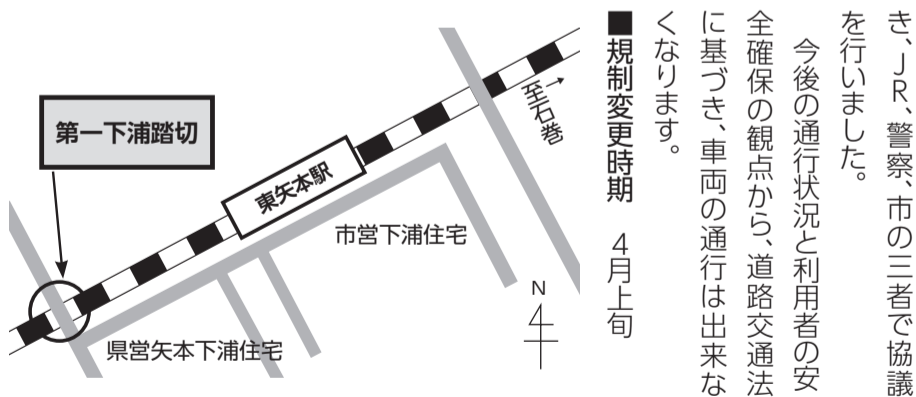 き、JR、警察、市の三者で協議
を行いました。
今後の通行状況と利用者の安
全確保の観点から、道路交通法
に基づき、車両の通行は出来な
くなります。
■規制変更時期　4月上旬
至石巻→
第一下浦踏切
東矢本駅
市営下浦住宅
県営矢本下浦住宅
N